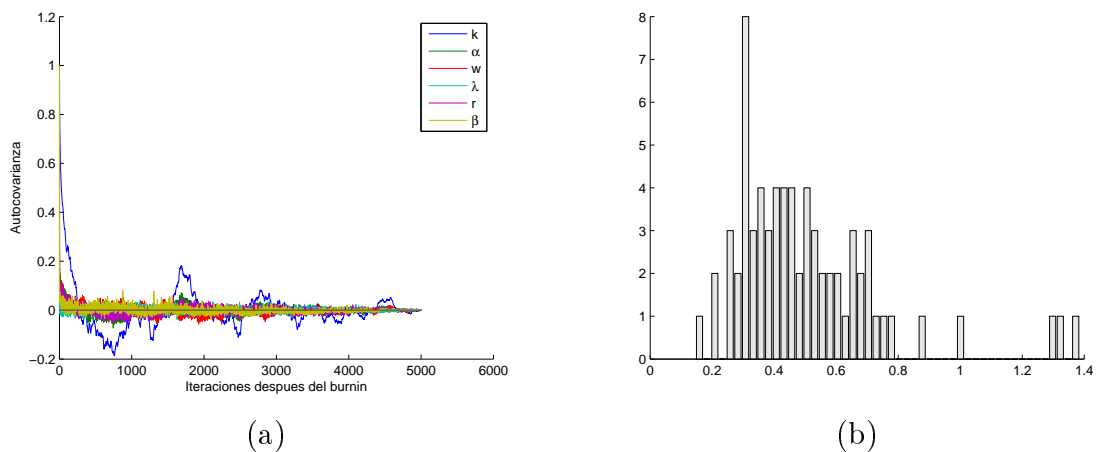 1.2
1
0.8
0.6
0.4
0.2
0
−0.2
Autocovarianza
k
α
w
λ
r
β
0 1000 2000 3000 4000 5000 6000
Iteraciones despues del burnin
(a)
8
7
6
5
4
3
2
1
0
0 0.2 0.4 0.6 0.8 1 1.2 1.4
(b)